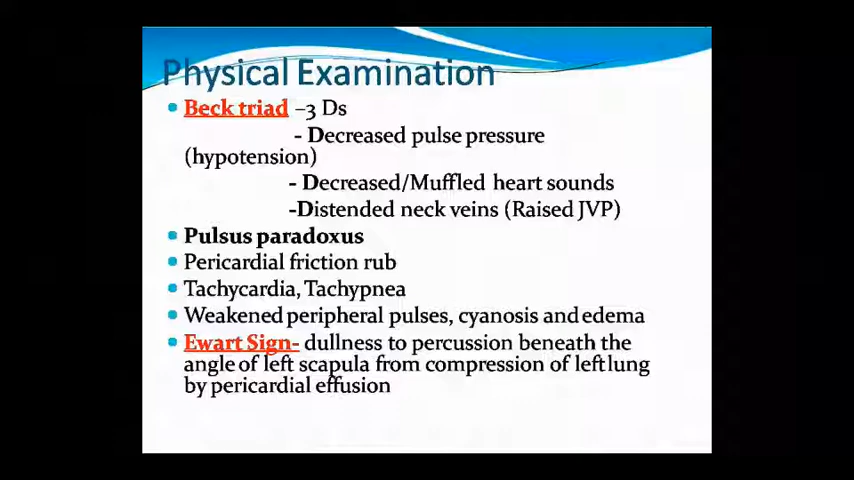 Physical Examination
Beck triad –3 Ds
- Decreased pulse pressure
(hypotension)
- Decreased/Muffled heart sounds
-Distended neck veins (Raised JVP)
Pulsus paradoxus
Pericardial friction rub
Tachycardia, Tachypnea
Weakened peripheral pulses, cyanosis and edema
Ewart Sign- dullness to percussion beneath the
angle of left scapula from compression of left lung
by pericardial effusion